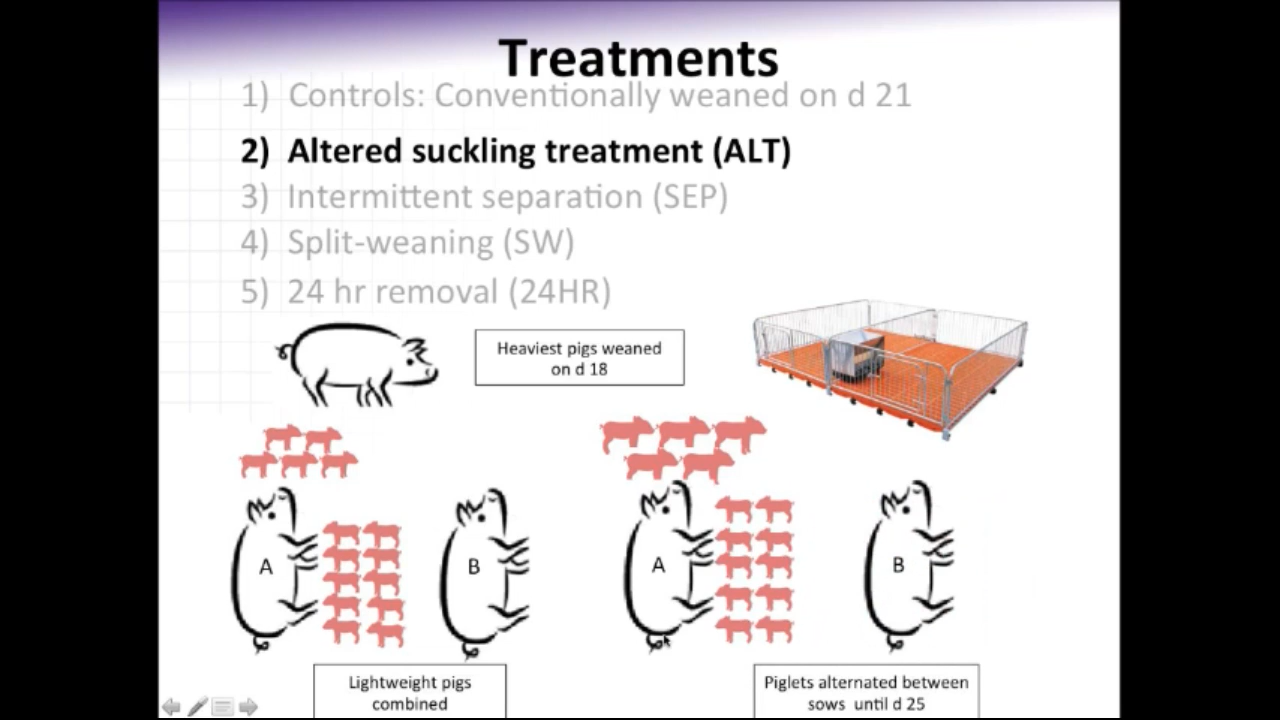 Treatments
1) Controls: Conventionally weaned on d 21
2) Altered suckling treatment (ALT)
3) Intermittent separation (SEP)
4) Split-weaning (SW)
5) 24 hr removal (24HR)
Heaviest pigs weaned
on d 18
A
B
A
B
Lightweight pigs
combined
Piglets alternated between
sows until d 25